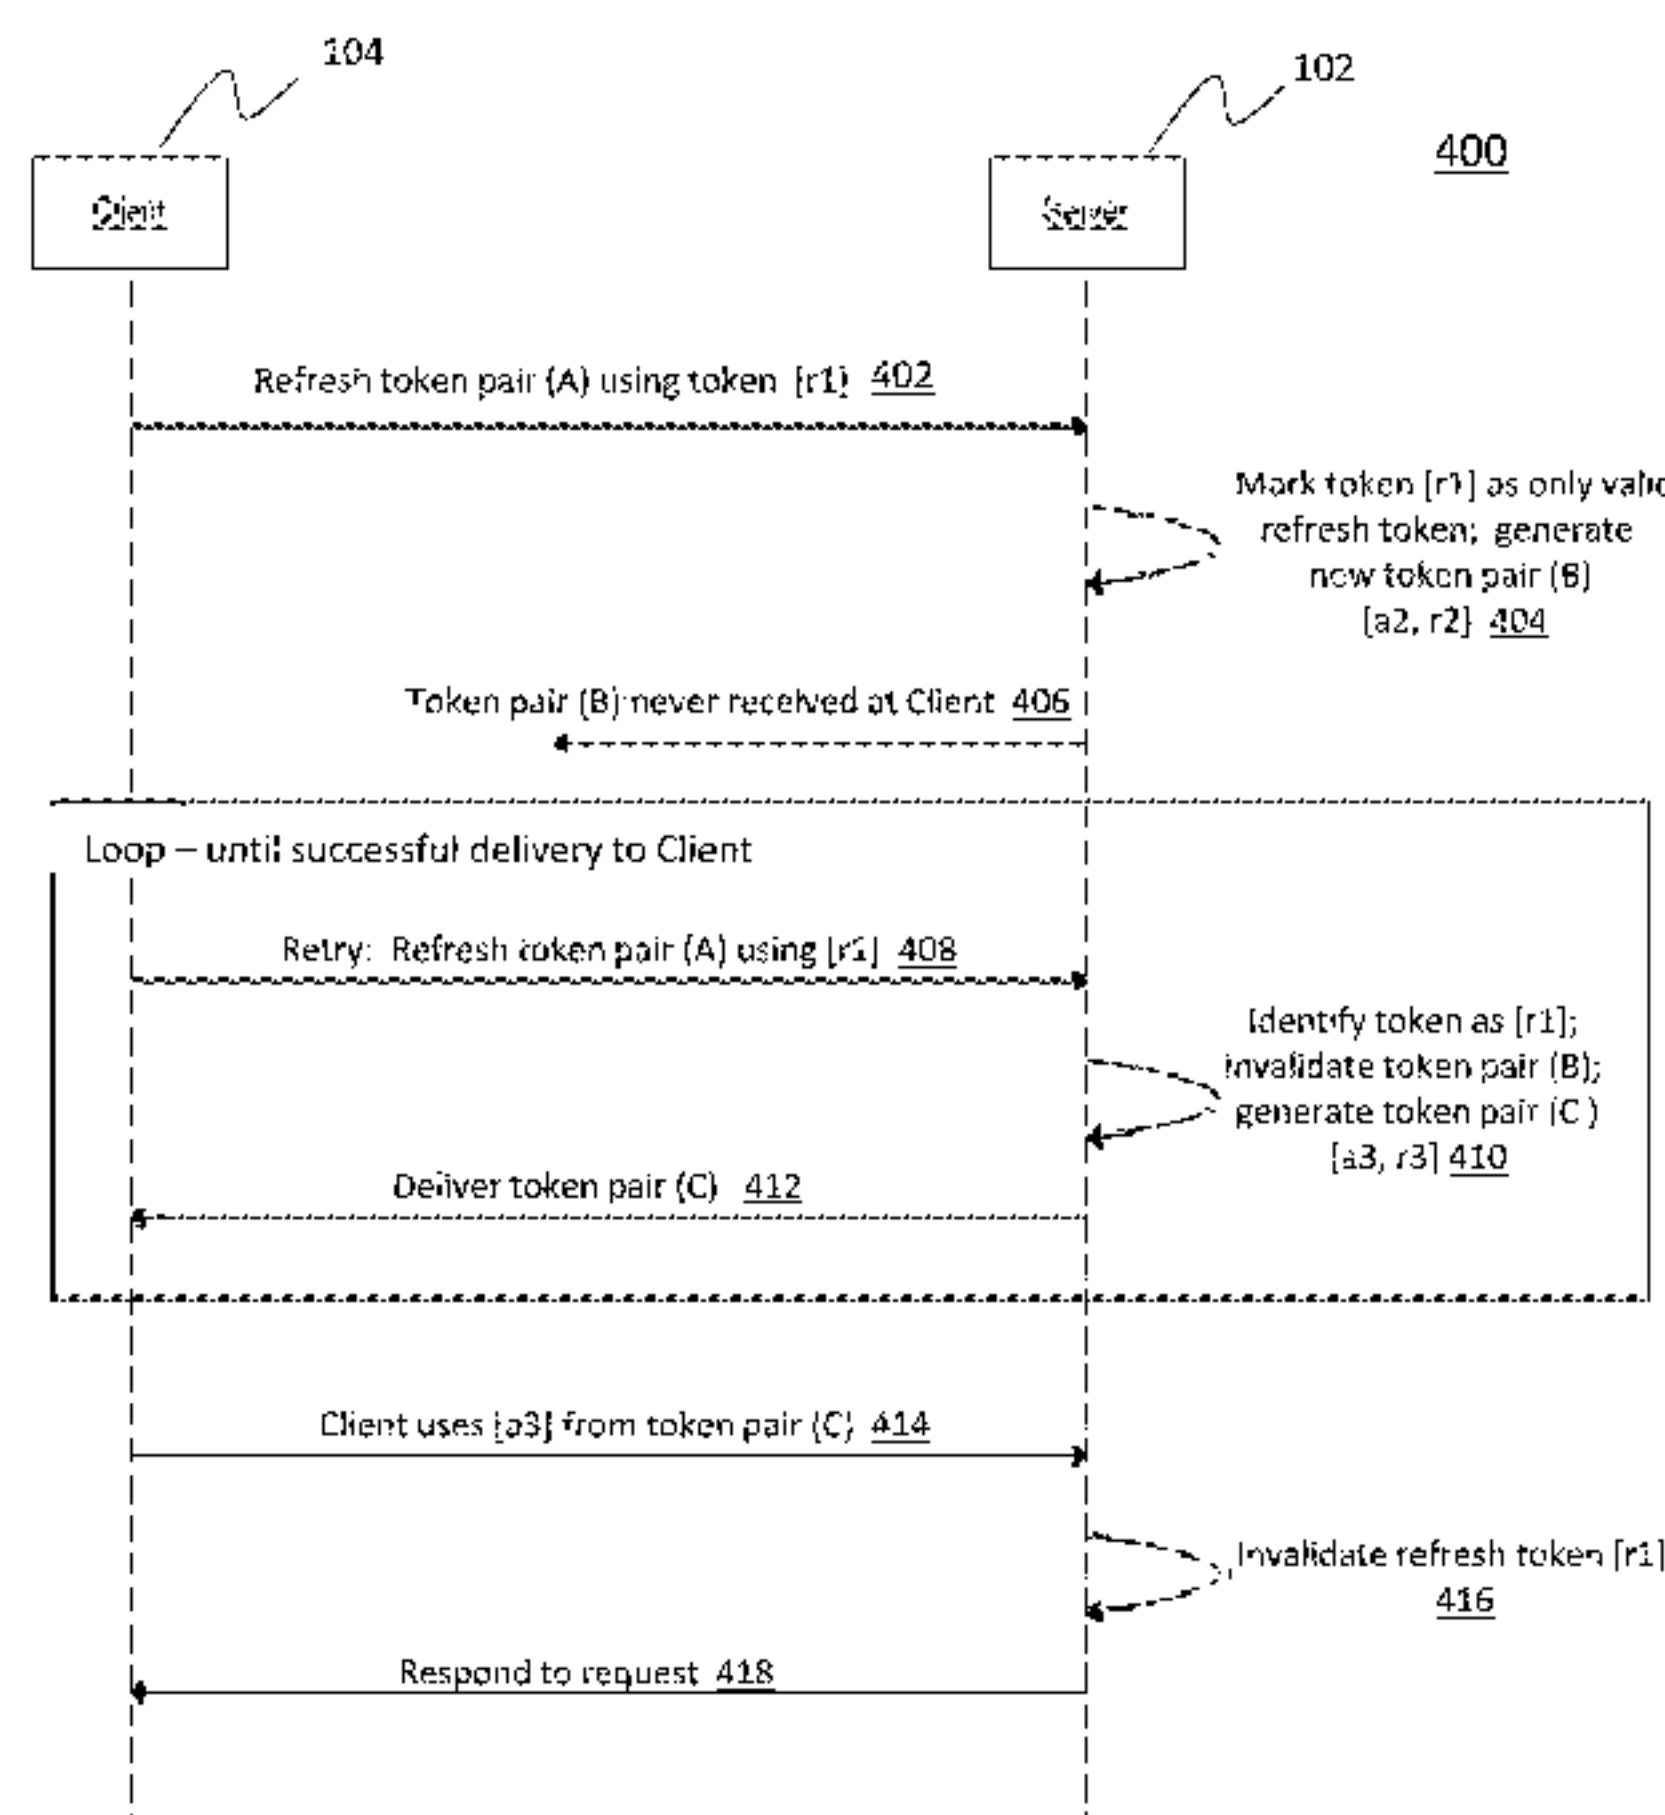 104
102
400
Client
Server
Refresh token pair (A) using token [r1] 402
Mark token [r1] as only valid
refresh token; generate
new token pair (B)
[a2, r2] 404
Token pair (B) never received at Client 406
Loop – until successful delivery to Client
Retry: Refresh token pair (A) using [r1] 408
Identify token as [r1];
invalidate token pair (B);
generate token pair (C )
[a3, r3] 410
Deliver token pair (C) 412
Client uses [a3] from token pair (C) 414
Invalidate refresh token [r1]
416
Respond to request 418